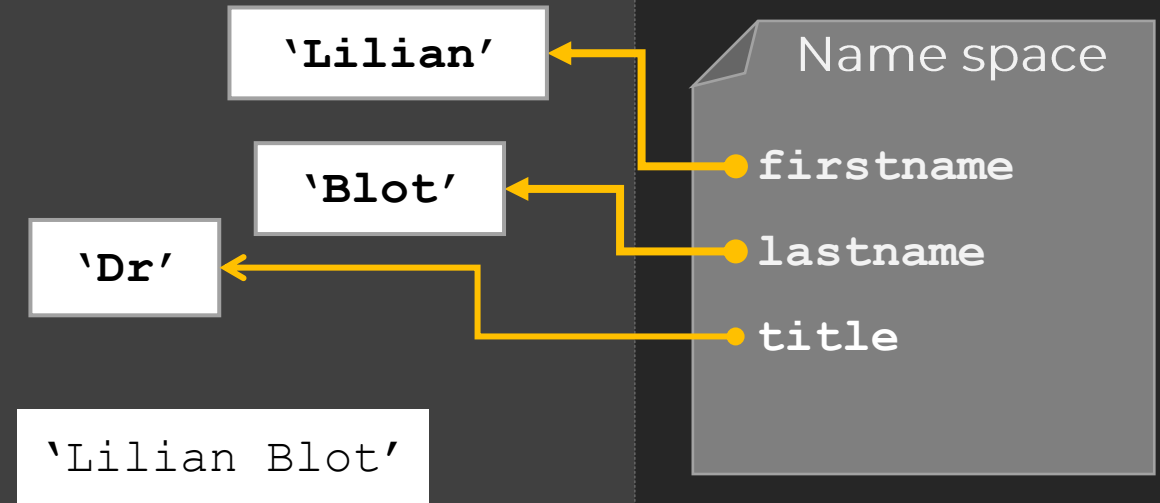 ‘Lilian’
‘Blot’
‘Dr’
‘Lilian Blot’
Name space
firstname
lastname
title